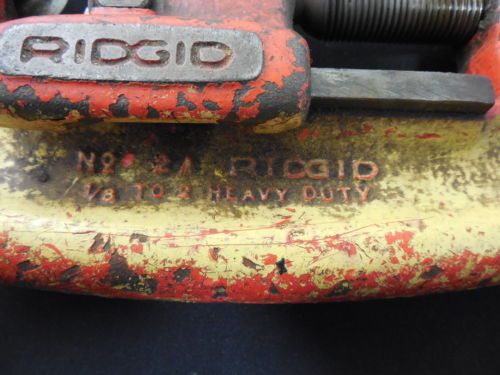 RIDGID
No. 2A RIDGID
1/8 TO 2 HEAVY DUTY